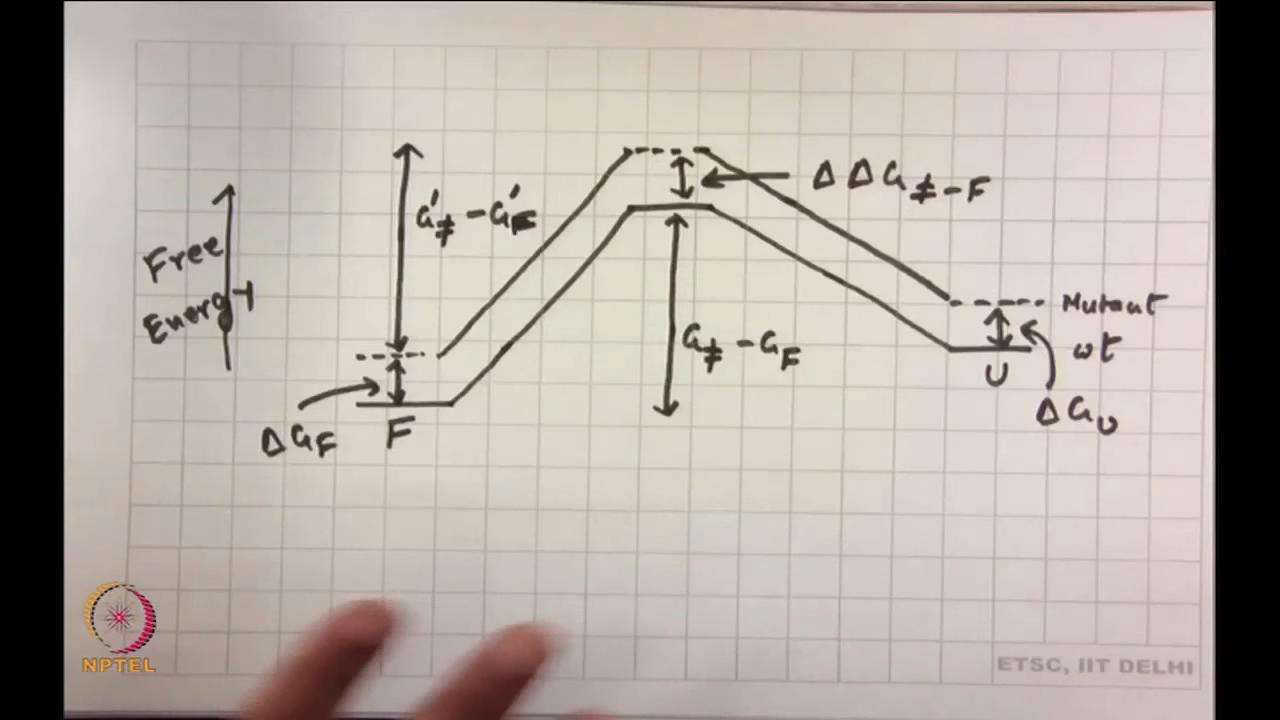 Free
Energy
G'≠ - G'F
ΔΔG≠-F
G≠ - GF
Mutant
wt
U
ΔGU
ΔGF
F
NPTEL
ETSC, IIT DELHI